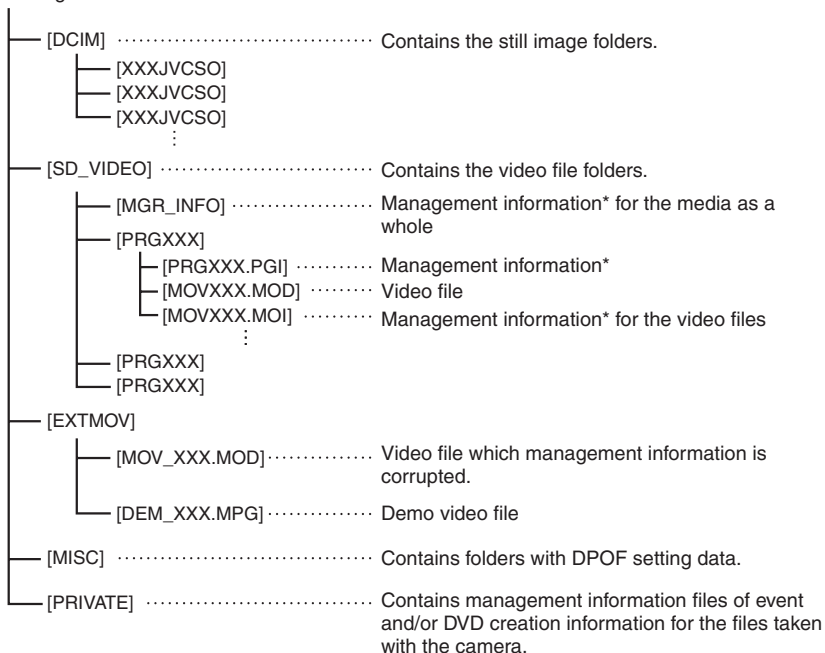 [DCIM] Contains the still image folders.
[XXXJVCSO]
[XXXJVCSO]
[XXXJVCSO]
[SD_VIDEO] Contains the video file folders.
[MGR_INFO] Management information* for the media as a
whole
[PRGXXX]
[PRGXXX.PGI] Management information*
[MOVXXX.MOD] Video file
[MOVXXX.MOI] Management information* for the video files
[PRGXXX]
[PRGXXX]
[EXTMOV]
[MOV_XXX.MOD] Video file which management information is
corrupted.
[DEM_XXX.MPG] Demo video file
[MISC] Contains folders with DPOF setting data.
[PRIVATE] Contains management information files of event
and/or DVD creation information for the files taken
with the camera.